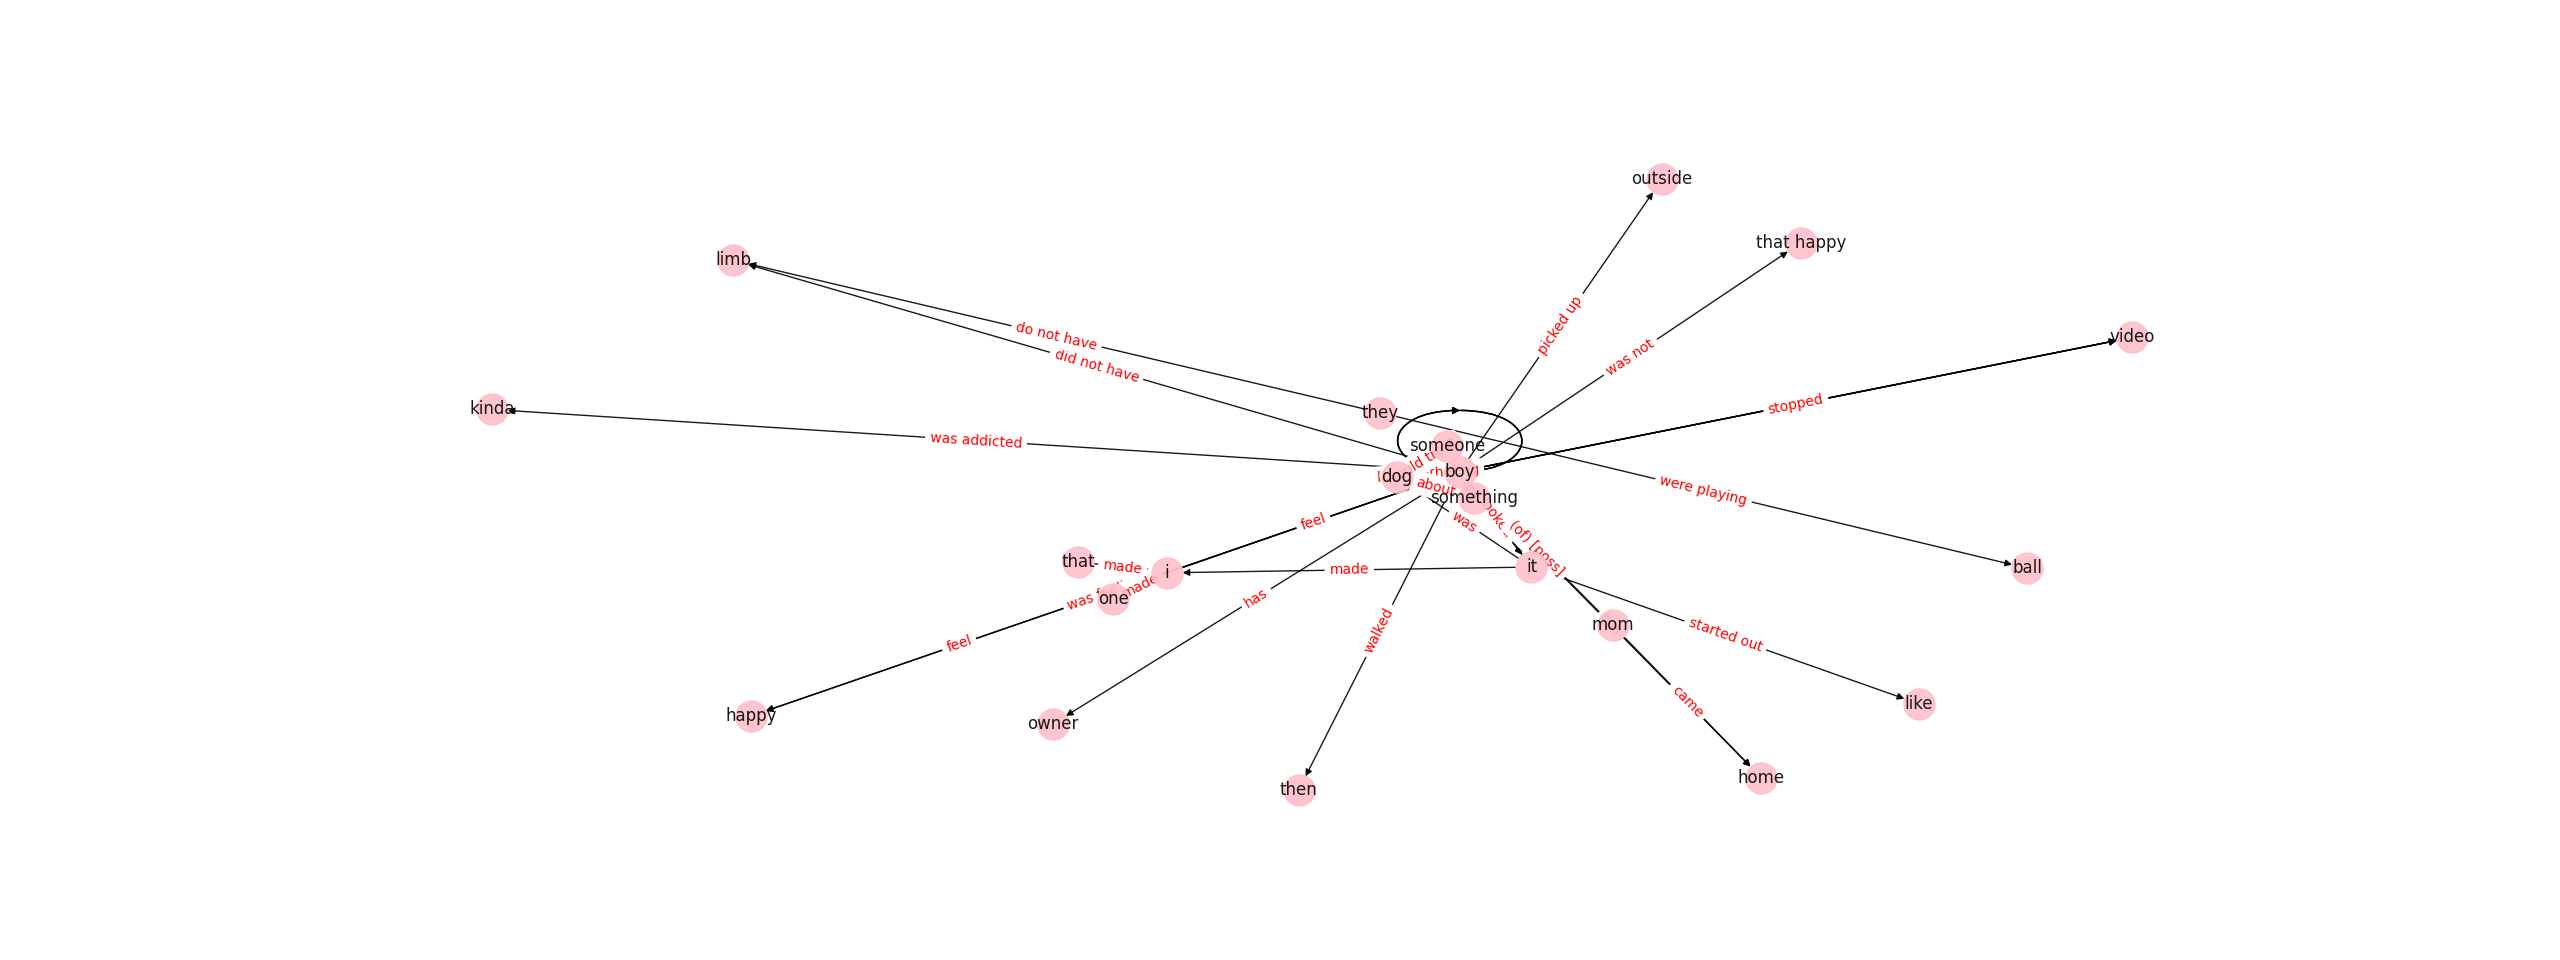 outside
that happy
limb
picked up
video
do not have
was not
did not have
stopped
kinda
they
was addicted
someone
boy
dog
about
something
were playing
feel
was
(of) [poss]
that
made
i
made
it
ball
made
one
has
mom
started out
walked
feel
came
like
happy
owner
home
then